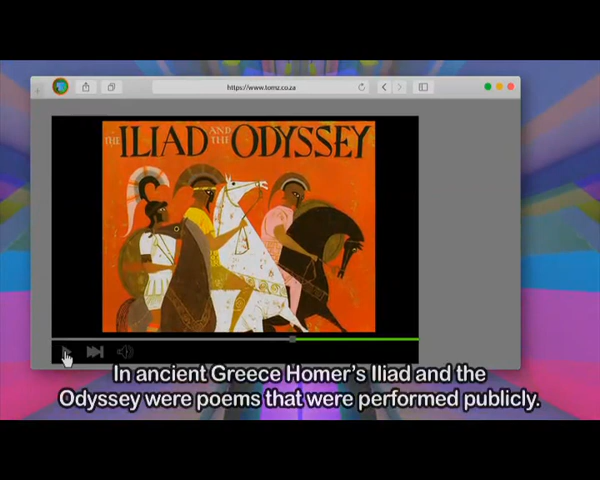 https://www.tomz.co.za
THE ILIAD AND THE ODYSSEY
In ancient Greece Homer's Iliad and the
Odyssey were poems that were performed publicly.